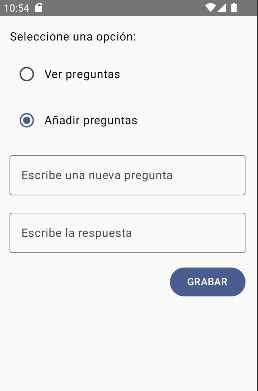 10:54
Seleccione una opción:
Ver preguntas
Añadir preguntas
Escribe una nueva pregunta
Escribe la respuesta
GRABAR